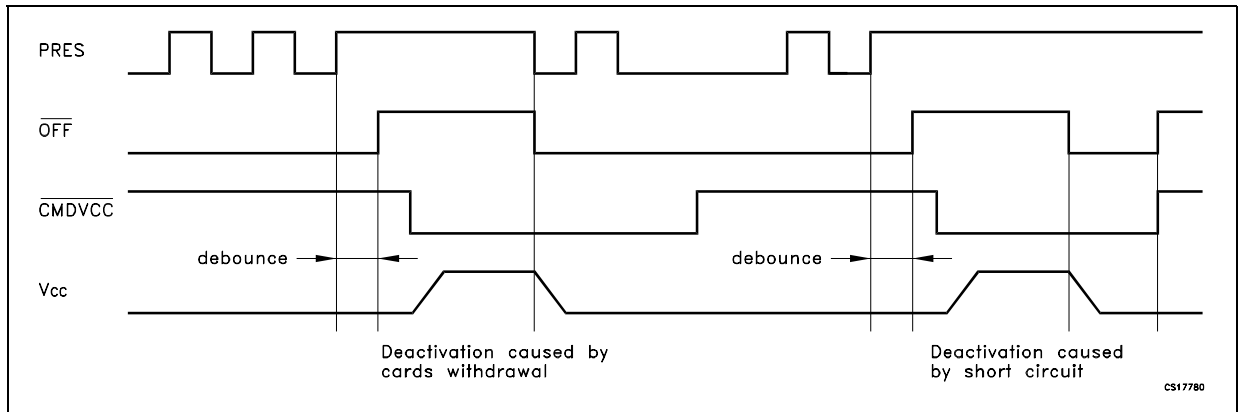 PRES
OFF
CMDVCC
debounce
debounce
Vcc
Deactivation caused by
cards withdrawal
Deactivation caused
by short circuit
CS17780